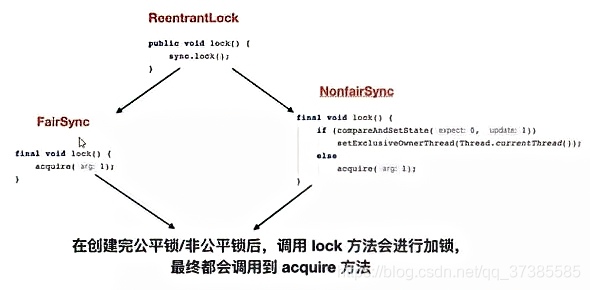 ReentrantLock
public void lock() {
sync.lock();
}
FairSync
final void lock() {
acquire( arg: 1);
}
NonfairSync
final void lock() {
if (compareAndSetState( expect: 0, update: 1))
setExclusiveOwnerThread(Thread.currentThread());
else
acquire( arg: 1);
}
在创建完公平锁/非公平锁后，调用 lock 方法会进行加锁，
最终都会调用到 acquire 方法
https://blog.csdn.net/qq_37385585